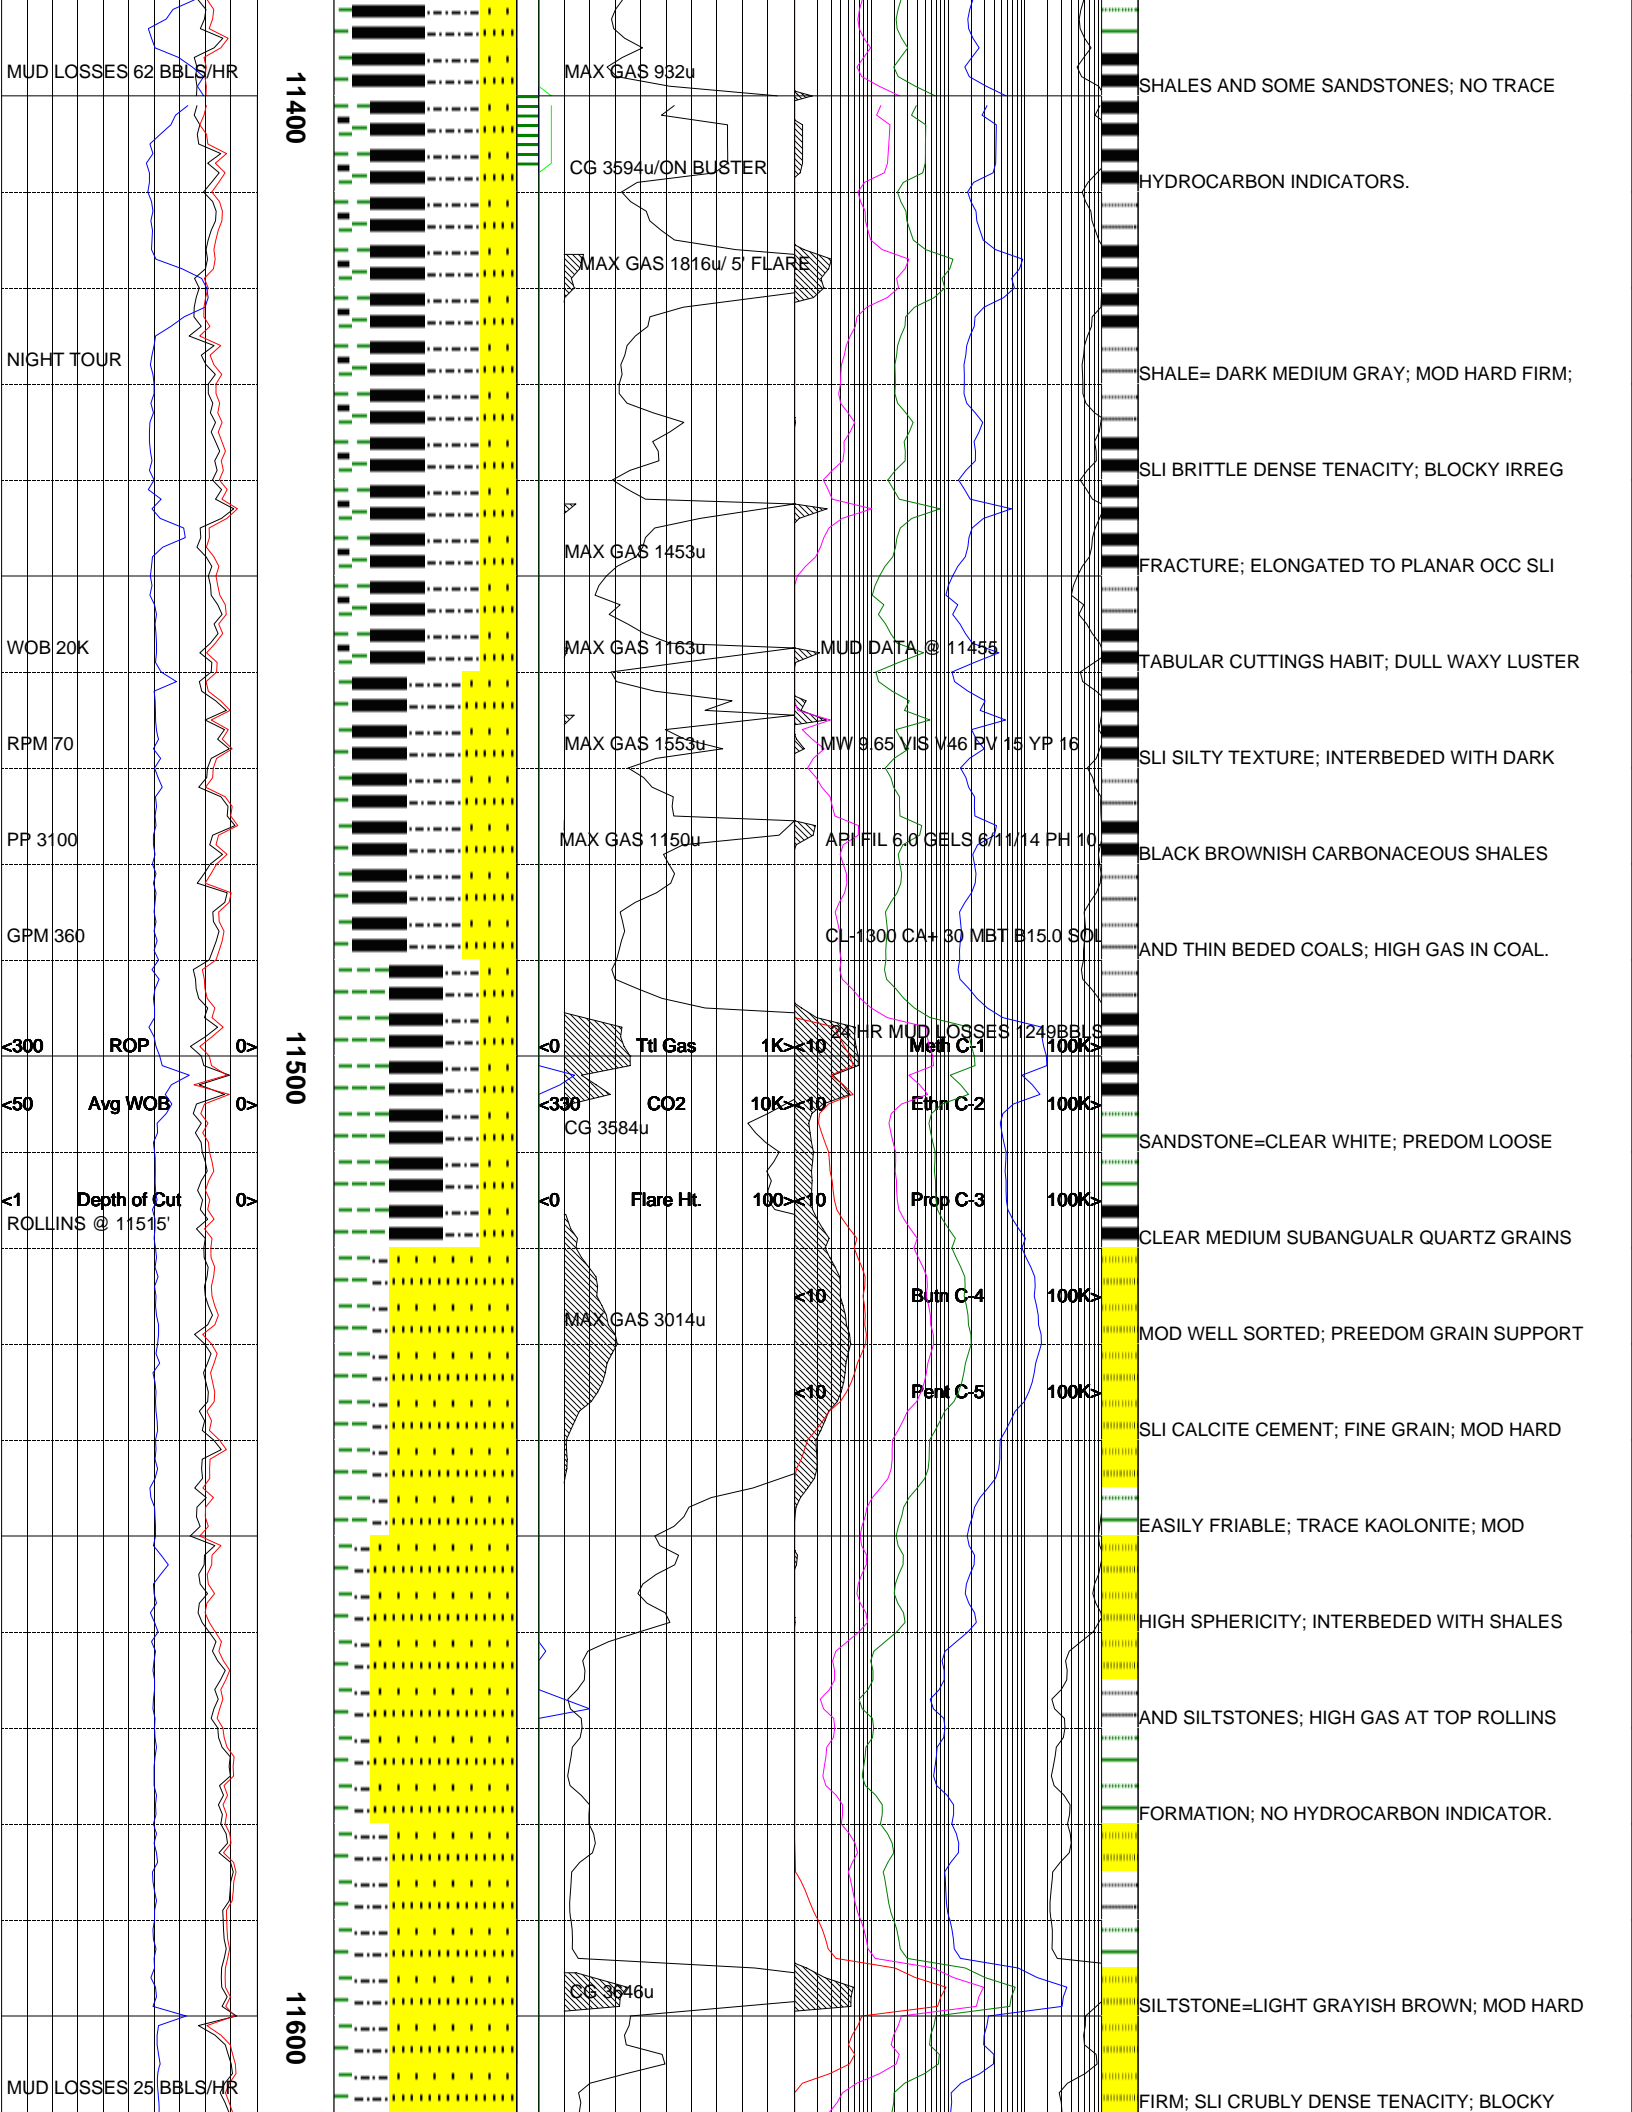 MUD LOSSES 62 BBLS/HR
MAX GAS 932u
SHALES AND SOME SANDSTONES; NO TRACE
11400
CG 3594u/ON BUSTER
HYDROCARBON INDICATORS.
MAX GAS 1816u/ 5' FLARE
NIGHT TOUR
SHALE= DARK MEDIUM GRAY; MOD HARD FIRM;
SLI BRITTLE DENSE TENACITY; BLOCKY IRREG
MAX GAS 1453u
FRACTURE; ELONGATED TO PLANAR OCC SLI
WOB 20K
MAX GAS 1163u
MUD DATA @ 11455
TABULAR CUTTINGS HABIT; DULL WAXY LUSTER
RPM 70
MAX GAS 1553u
MW 9.65 VIS V46 PV 15 YP 16
SLI SILTY TEXTURE; INTERBEDED WITH DARK
PP 3100
MAX GAS 1150u
API FIL 6.0 GELS 6/11/14 PH 10.
BLACK BROWNISH CARBONACEOUS SHALES
GPM 360
CL-1300 CA+ 30 MBT B15.0 SOL
AND THIN BEDED COALS; HIGH GAS IN COAL.
24 HR MUD LOSSES 1249BBLS
<300 ROP 0>
11500
<0 Ttl Gas 1K>
<10 Meth C-1 100K>
<50 Avg WOB 0>
<330 CO2 10K>
<10 Ethn C-2 100K>
CG 3584u
SANDSTONE=CLEAR WHITE; PREDOM LOOSE
<1 Depth of Cut 0>
<0 Flare Ht. 100>
<10 Prop C-3 100K>
ROLLINS @ 11515'
CLEAR MEDIUM SUBANGUALR QUARTZ GRAINS
<10 Butn C-4 100K>
MAX GAS 3014u
MOD WELL SORTED; PREEDOM GRAIN SUPPORT
<10 Pent C-5 100K>
SLI CALCITE CEMENT; FINE GRAIN; MOD HARD
EASILY FRIABLE; TRACE KAOLONITE; MOD
HIGH SPHERICITY; INTERBEDED WITH SHALES
AND SILTSTONES; HIGH GAS AT TOP ROLLINS
FORMATION; NO HYDROCARBON INDICATOR.
CG 3646u
SILTSTONE=LIGHT GRAYISH BROWN; MOD HARD
11600
MUD LOSSES 25 BBLS/HR
FIRM; SLI CRUBLY DENSE TENACITY; BLOCKY